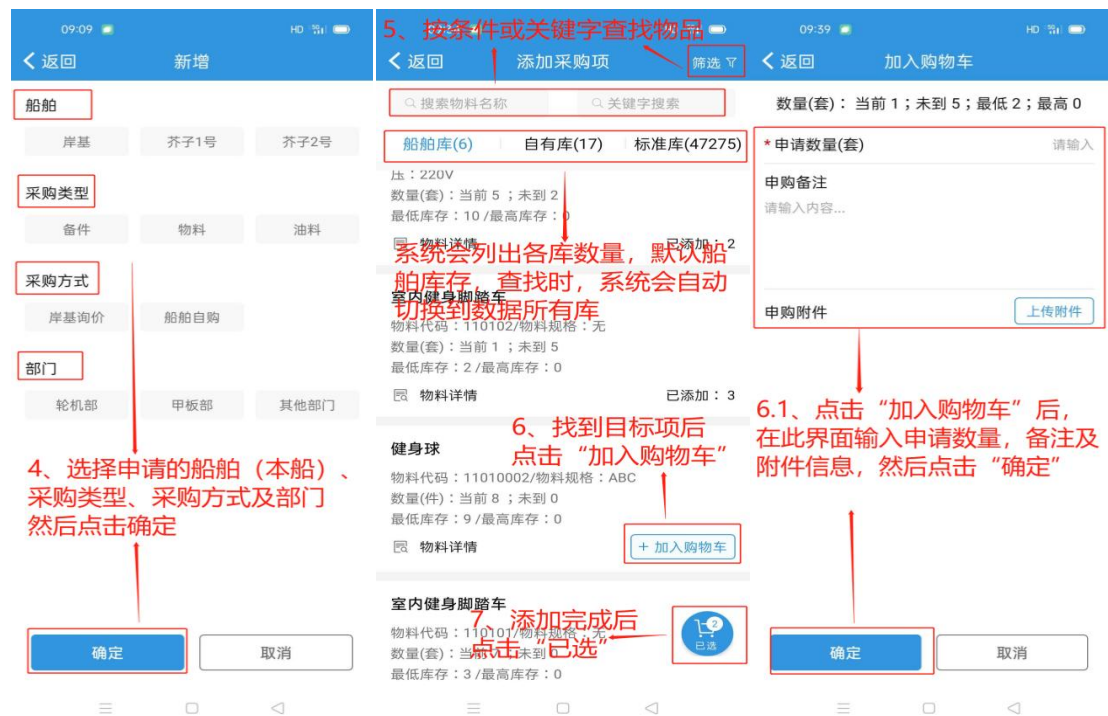 09:09
HD
返回
新增
船舶
岸基
芥子1号
芥子2号
采购类型
备件
物料
油料
采购方式
岸基询价
船舶自购
部门
轮机部
甲板部
其他部门
4、选择申请的船舶（本船）、
采购类型、采购方式及部门
然后点击确定
确定
取消
5、按条件或关键字查找物品
返回
添加采购项
筛选
搜索物料名称
关键字搜索
船舶库(6)
自有库(17)
标准库(47275)
压：220V
数量(套)：当前 5 ；未到 2
最低库存：10 /最高库存：0
物料详情
已添加： 2
系统会列出各库数量，默认船
舶库存，查找时，系统会自动
切换到数据所有库
室内健身脚踏车
物料代码：110102/物料规格：无
数量(套)：当前 1 ；未到 5
最低库存：2 /最高库存：0
物料详情
已添加： 3
6、找到目标项后
点击“加入购物车”
健身球
物料代码：11010002/物料规格：ABC
数量(件)：当前 8 ；未到 0
最低库存：9 /最高库存：0
物料详情
+ 加入购物车
室内健身脚踏车
7、添加完成后
点击“已选”
物料代码：110101/物料规格：无
数量(套)：当前
未到 0
最低库存：3 /最高库存：0
2
已选
09:39
HD
返回
加入购物车
数量(套)： 当前 1；未到 5；最低 2；最高 0
*申请数量(套)
请输入
申购备注
请输入内容...
申购附件
上传附件
6.1、点击“加入购物车”后，
在此界面输入申请数量，备注及
附件信息，然后点击“确定”
确定
取消